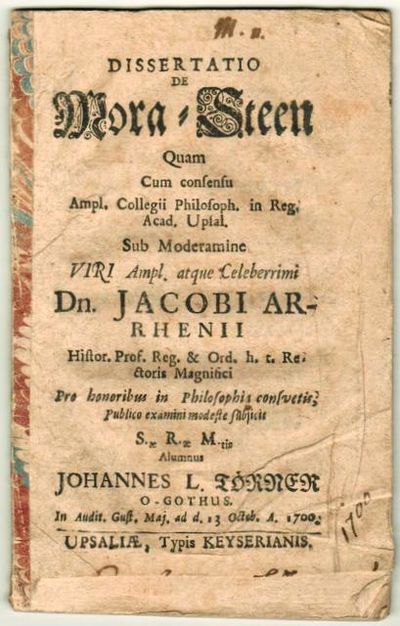 M. n.
DISSERTATIO
DE
Mora-Steen
Quam
Cum consensu
Ampl. Collegii Philosoph. in Reg.
Acad. Upsal.
Sub Moderamine
VIRI Ampl. atque Celeberrimi
Dn. JACOBI AR-
RHENII
Histor. Prof. Reg. & Ord. h. t. Re-
ctoris Magnifici
Pro honoribus in Philosophia consvetis,
Publico examini modeste subjicit
S.æ R.æ M.tis
Alumnus
JOHANNES L. TÖRNER
O-GOTHUS.
In Audit. Gust. Maj. ad d. 13 Octob. A. 1700.
1700
UPSALIÆ, Typis KEYSERIANIS.